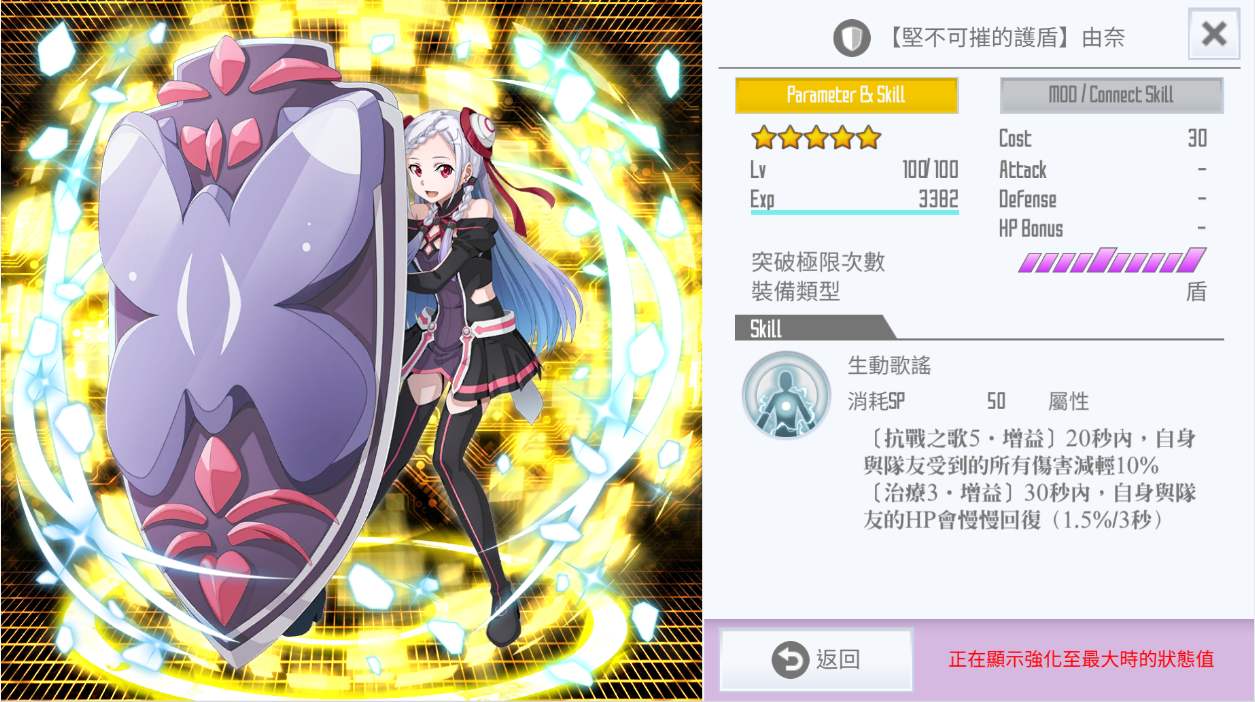 【堅不可摧的護盾】由奈
Parameter & Skill
MOD / Connect Skill
Lv 100/100
Exp 3382
Cost 30
Attack -
Defense -
HP Bonus -
突破極限次數
裝備類型 盾
Skill
生動歌謠
消耗SP 50 屬性
〔抗戰之歌5・增益〕20秒內，自身
與隊友受到的所有傷害減輕10%
〔治療3・增益〕30秒內，自身與隊
友的HP會慢慢回復（1.5%/3秒）
返回
正在顯示強化至最大時的狀態值